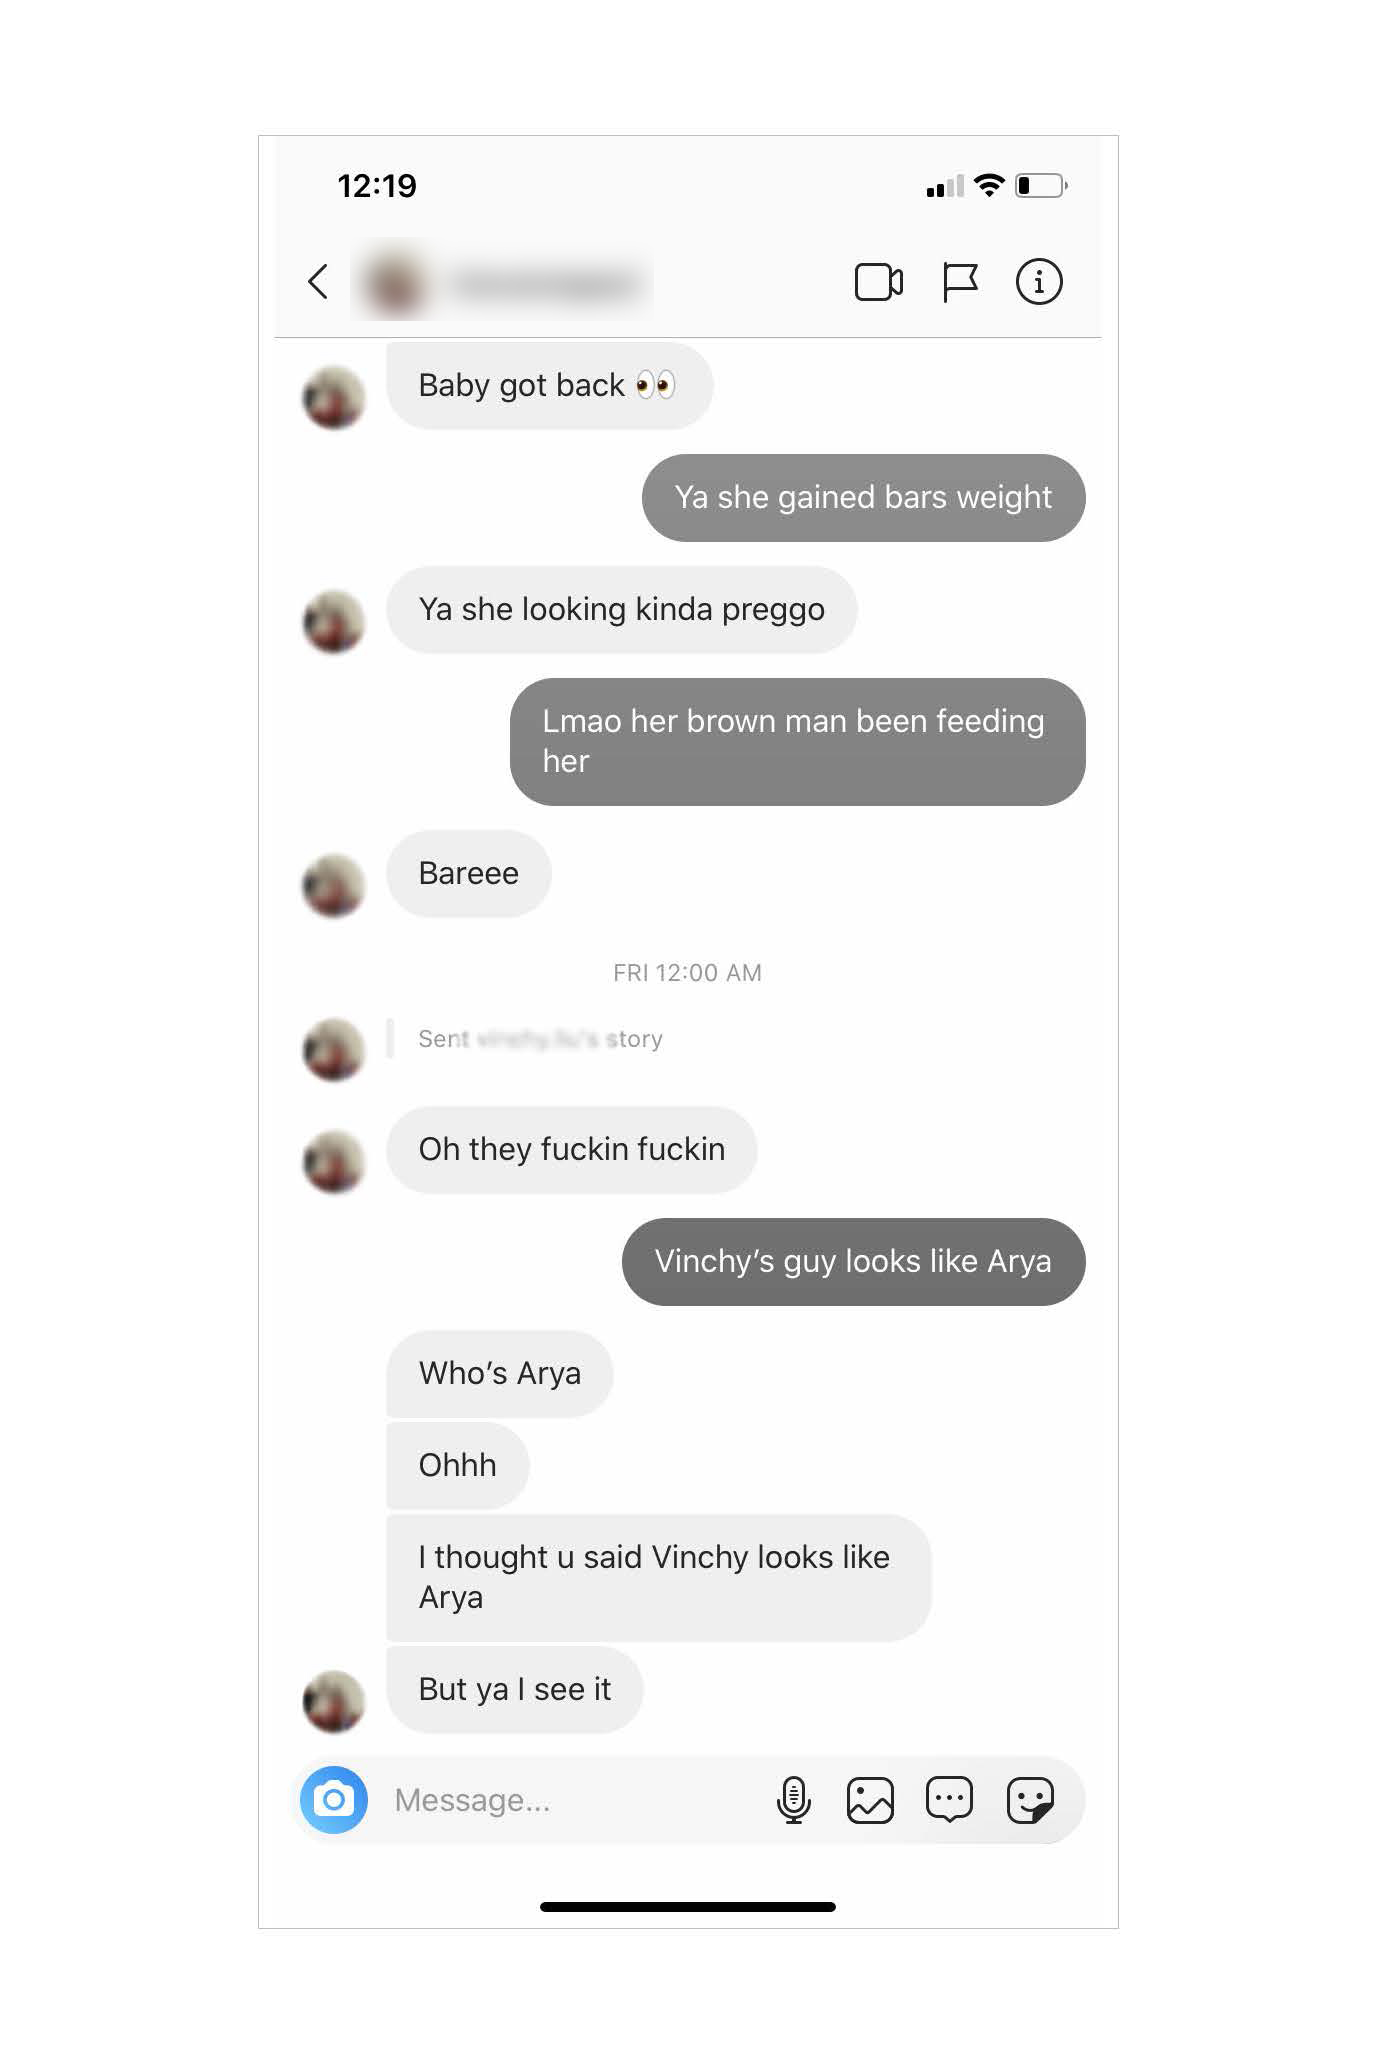 12:19
Baby got back 👀
Ya she gained bars weight
Ya she looking kinda preggo
Lmao her brown man been feeding
her
Bareee
FRI 12:00 AM
Sent story
Oh they fuckin fuckin
Vinchy's guy looks like Arya
Who's Arya
Ohhh
I thought u said Vinchy looks like
Arya
But ya I see it
Message...